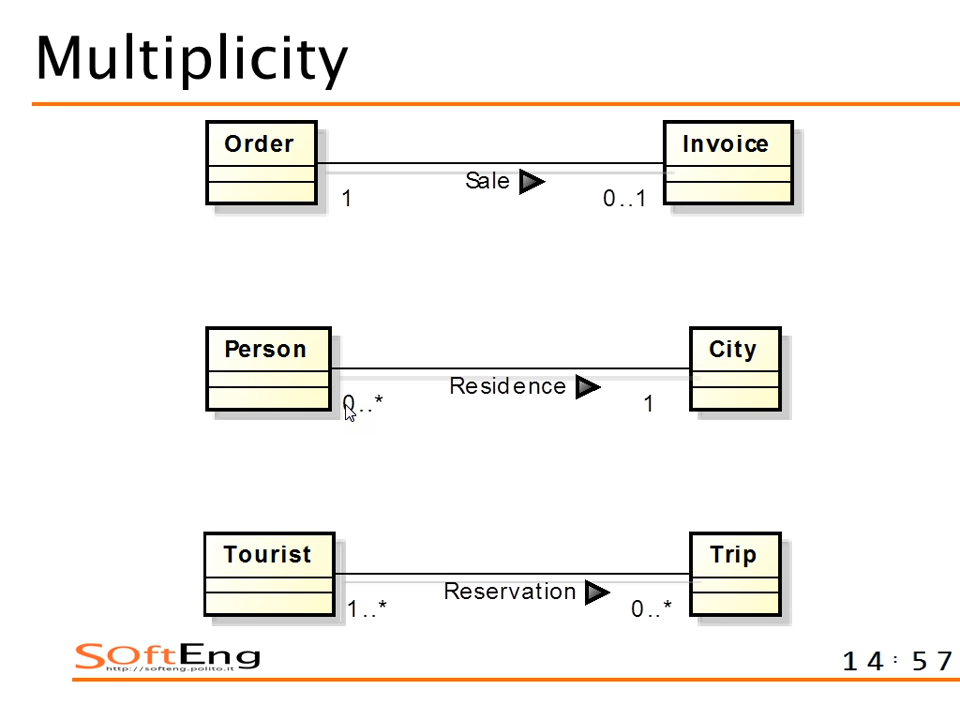 Multiplicity
Order
Invoice
Sale
1
0..1
Person
City
Residence
0..*
1
Tourist
Trip
Reservation
1..*
0..*
SOftEng
http://softeng.polito.it
14:57